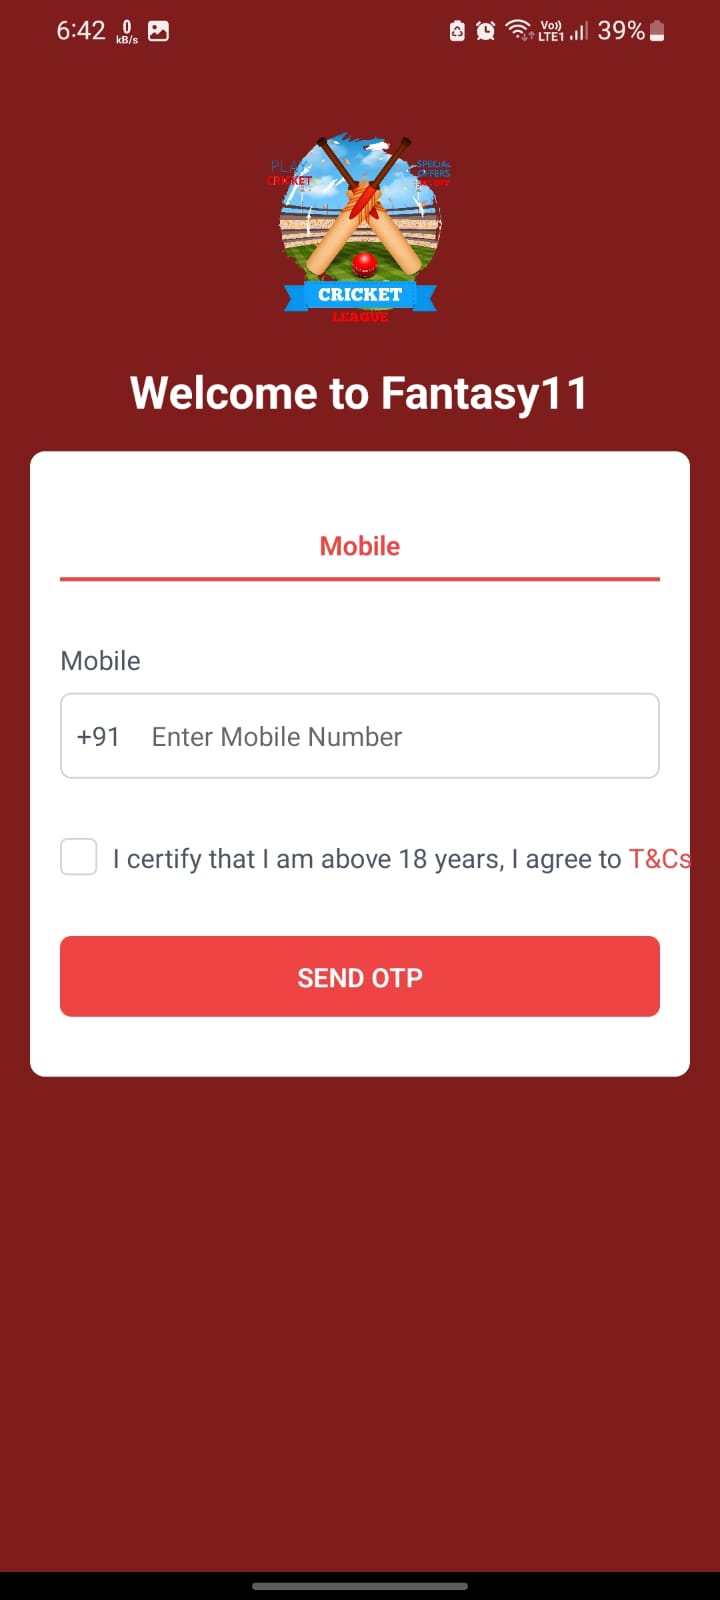 6:42 0 kB/s Vo)) LTE1 39%
PLAY SPECIAL
CRICKET OFFERS
CRICKET
LEAGUE
Welcome to Fantasy11
Mobile
Mobile
+91 Enter Mobile Number
I certify that I am above 18 years, I agree to T&Cs
SEND OTP